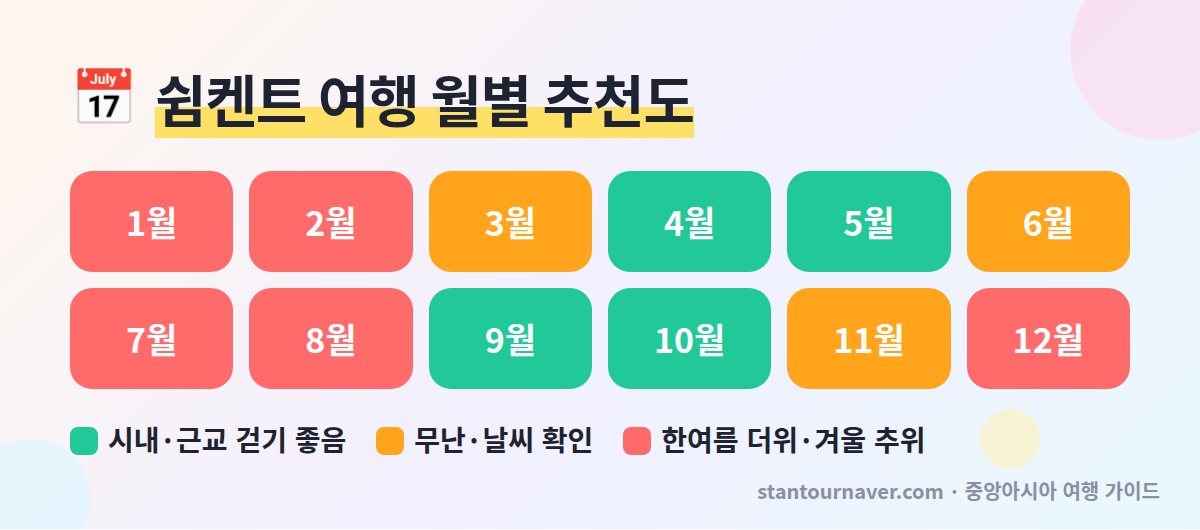 July
17
쉼켄트 여행 월별 추천도
1월 2월 3월 4월 5월 6월
7월 8월 9월 10월 11월 12월
시내·근교 걷기 좋음 무난·날씨 확인 한여름 더위·겨울 추위
stantournaver.com · 중앙아시아 여행 가이드